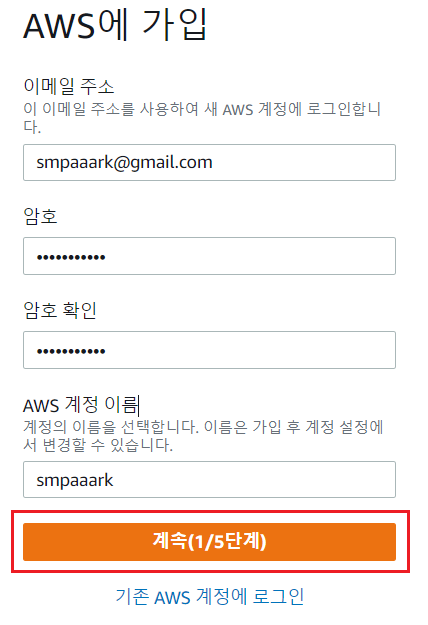 AWS에 가입
이메일 주소
이 이메일 주소를 사용하여 새 AWS 계정에 로그인합니
다.
smpaaark@gmail.com
암호
•••••••••••
암호 확인
•••••••••••
AWS 계정 이름
계정의 이름을 선택합니다. 이름은 가입 후 계정 설정에
서 변경할 수 있습니다.
smpaaark
계속(1/5단계)
기존 AWS 계정에 로그인